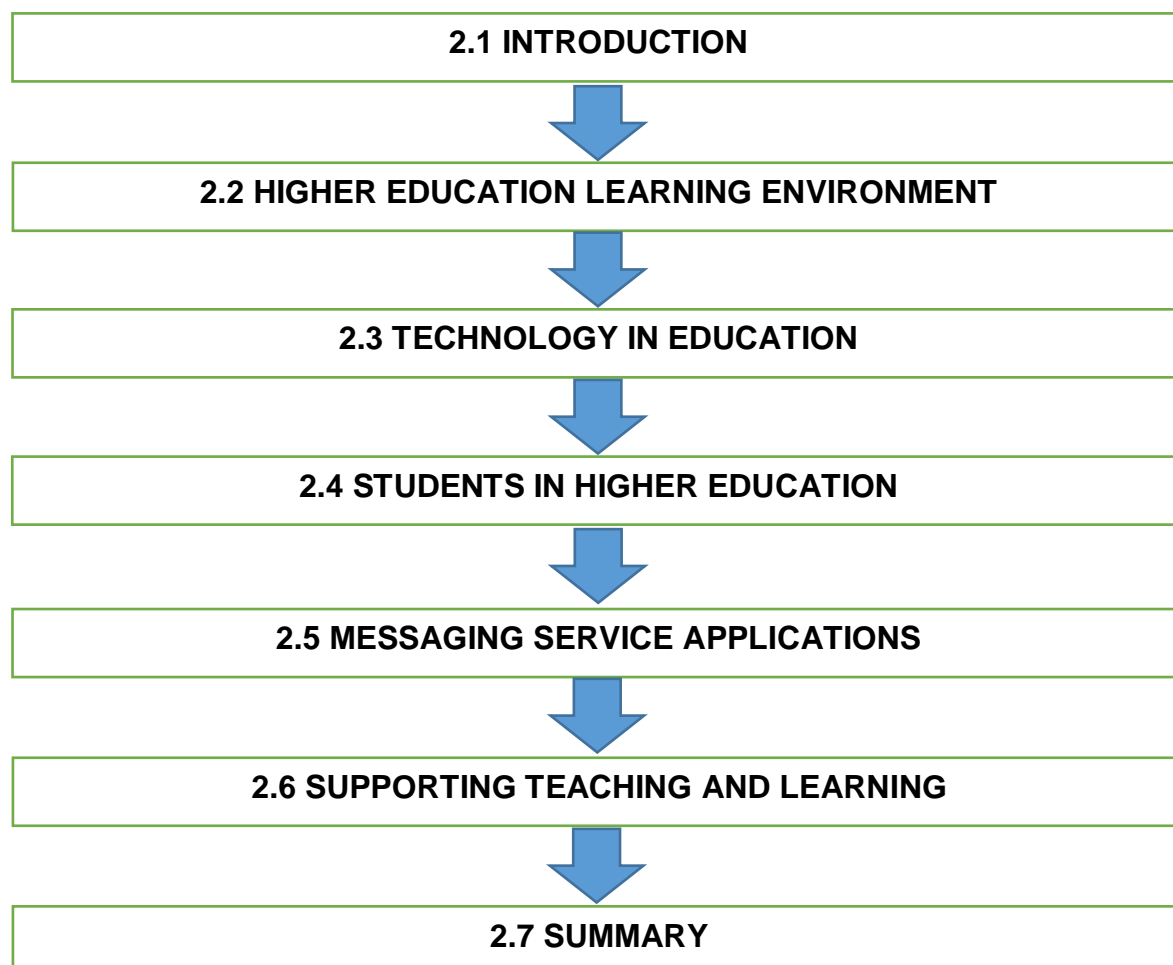 2.1 INTRODUCTION
2.2 HIGHER EDUCATION LEARNING ENVIRONMENT
2.3 TECHNOLOGY IN EDUCATION
2.4 STUDENTS IN HIGHER EDUCATION
2.5 MESSAGING SERVICE APPLICATIONS
2.6 SUPPORTING TEACHING AND LEARNING
2.7 SUMMARY